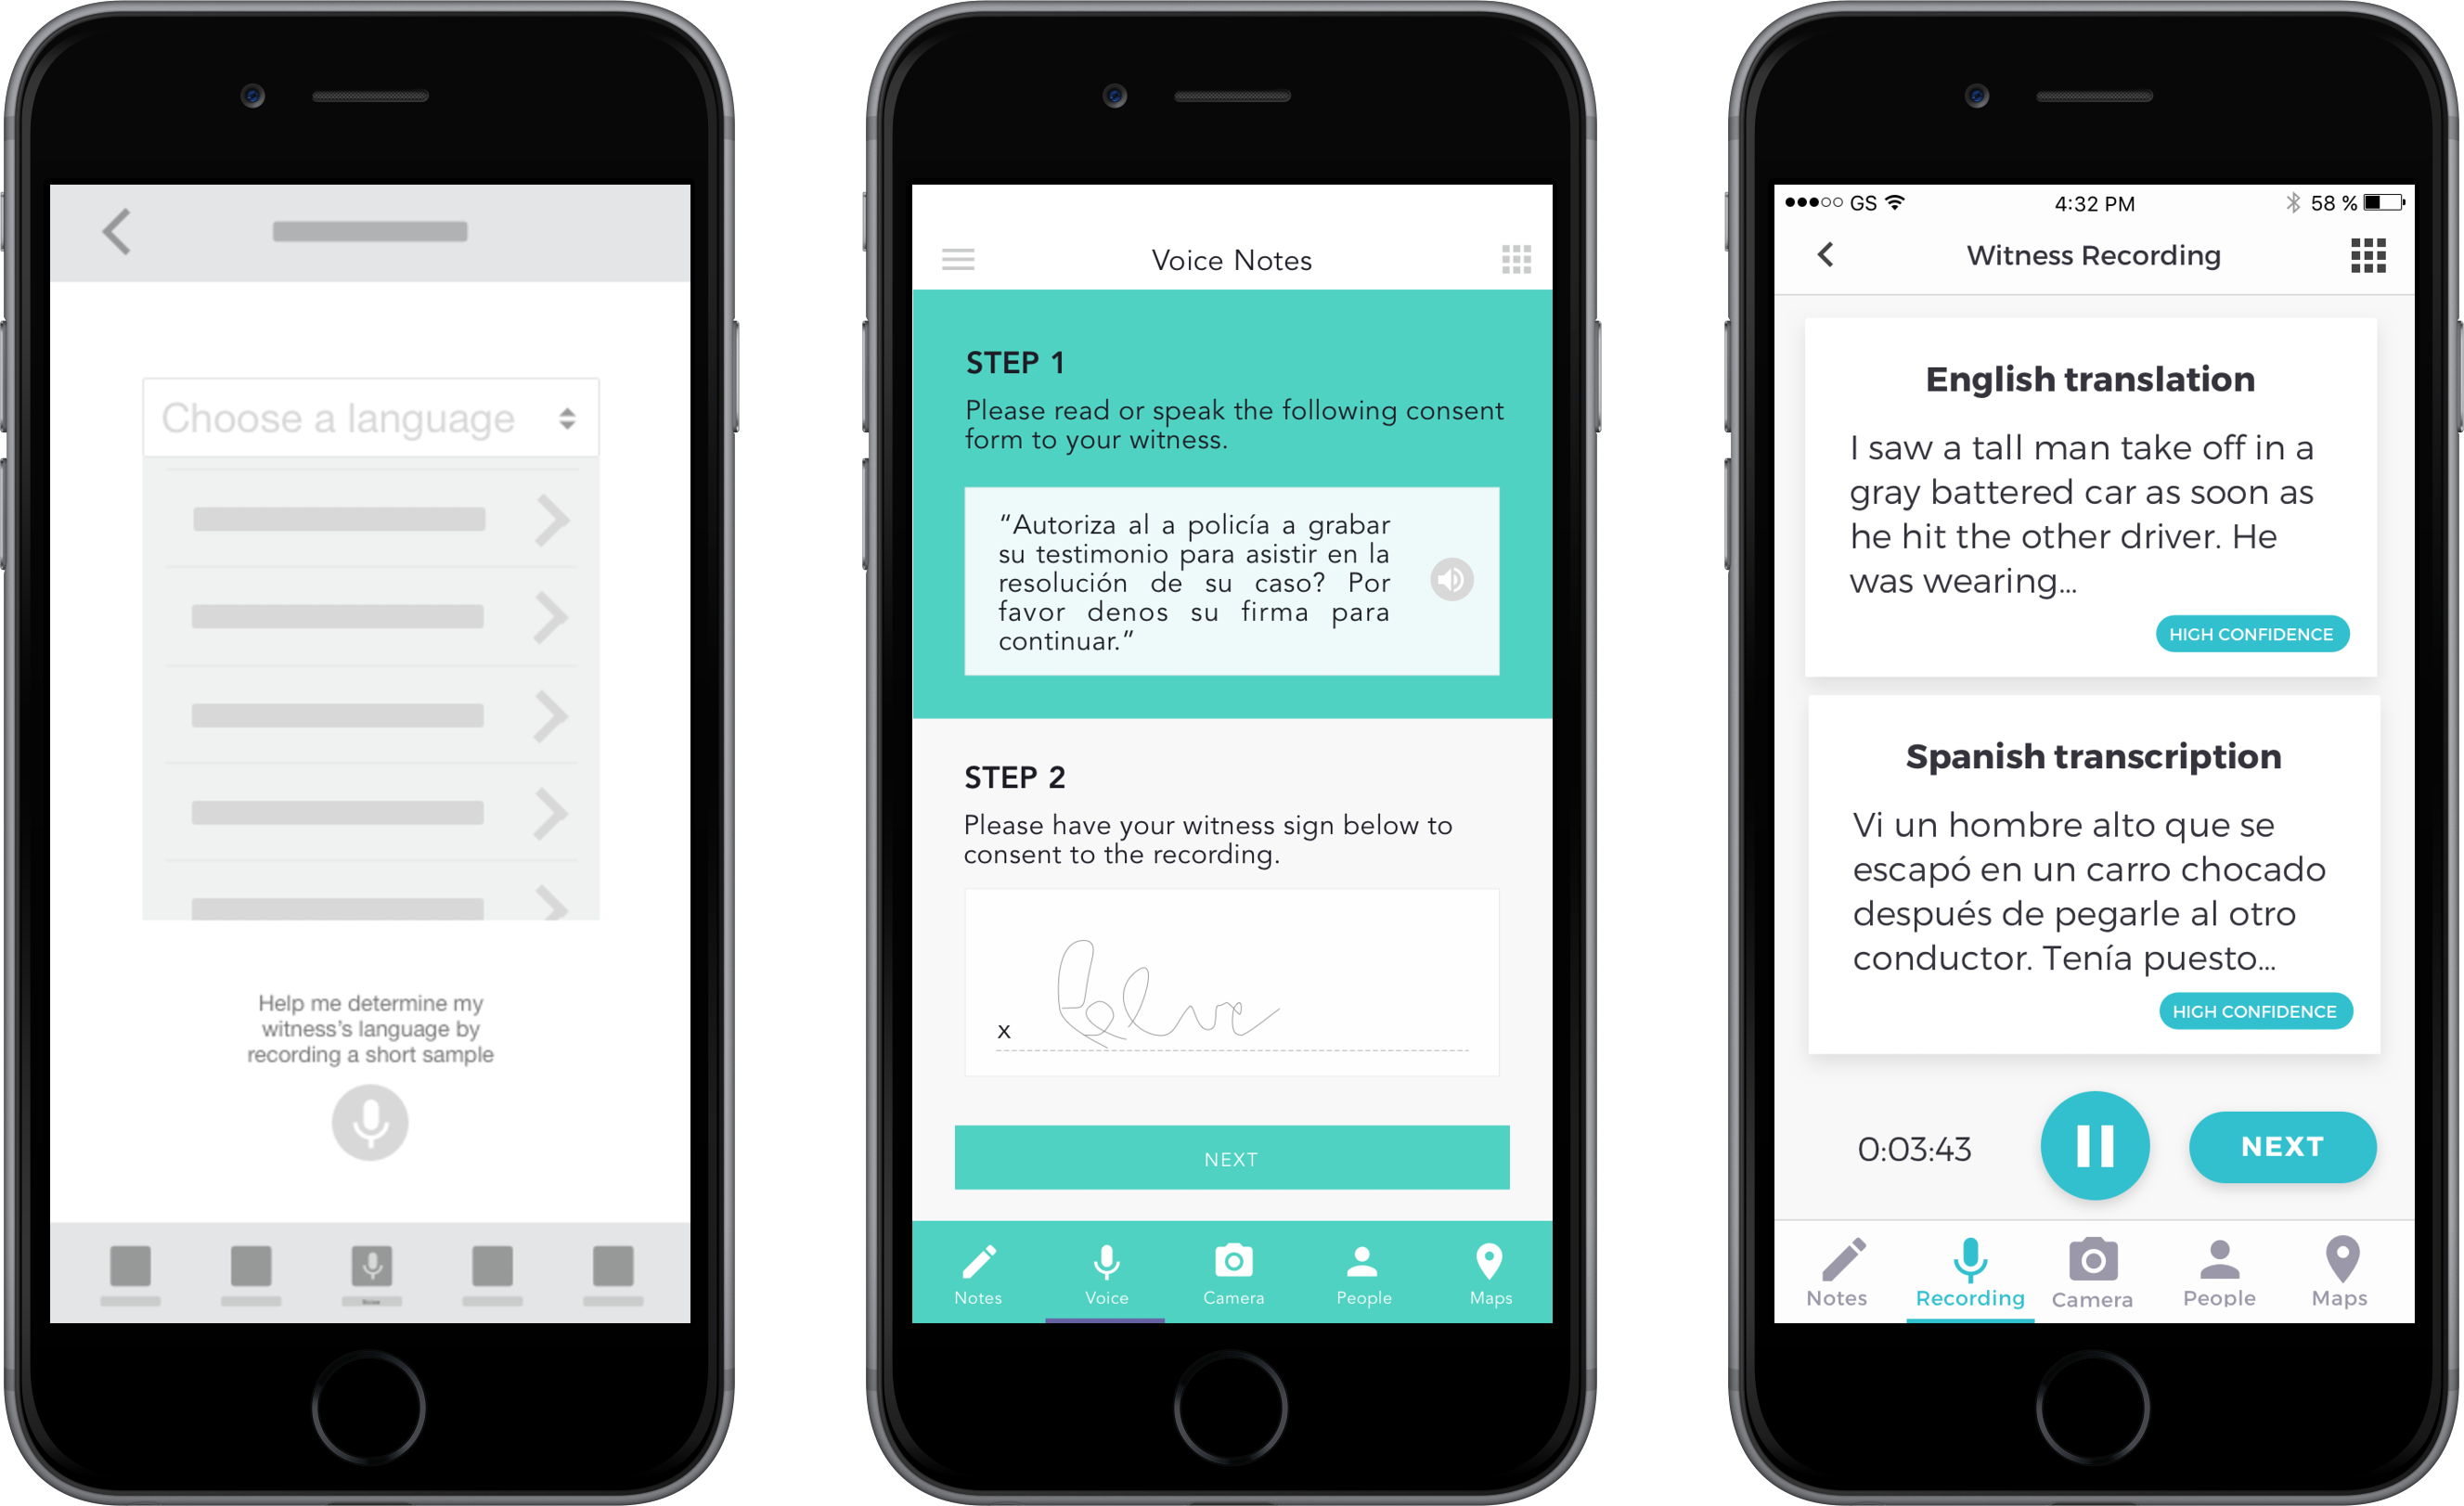 Choose a language
Help me determine my
witness's language by
recording a short sample
Voice Notes
STEP 1
Please read or speak the following consent
form to your witness.
“Autoriza al a policía a grabar
su testimonio para asistir en la
resolución de su caso? Por
favor denos su firma para
continuar.”
STEP 2
Please have your witness sign below to
consent to the recording.
x
NEXT
Notes Voice Camera People Maps
GS 4:32 PM 58 %
Witness Recording
English translation
I saw a tall man take off in a
gray battered car as soon as
he hit the other driver. He
was wearing...
HIGH CONFIDENCE
Spanish transcription
Vi un hombre alto que se
escapó en un carro chocado
después de pegarle al otro
conductor. Tenía puesto...
HIGH CONFIDENCE
0:03:43 NEXT
Notes Recording Camera People Maps